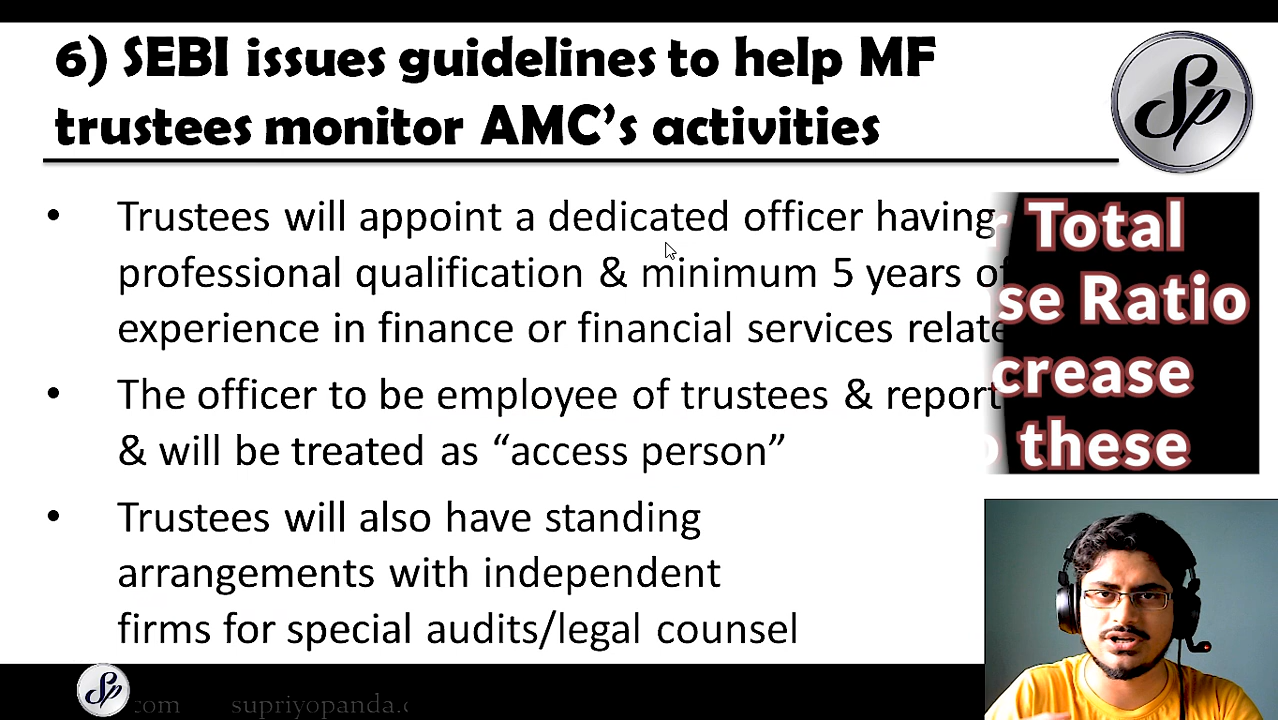 6) SEBI issues guidelines to help MF
trustees monitor AMC’s activities
Sp
• Trustees will appoint a dedicated officer having
professional qualification & minimum 5 years of
experience in finance or financial services relate
• The officer to be employee of trustees & report
& will be treated as “access person”
• Trustees will also have standing
arrangements with independent
firms for special audits/legal counsel
r Total
se Ratio
crease
o these
Sp
.com supriyopanda.c